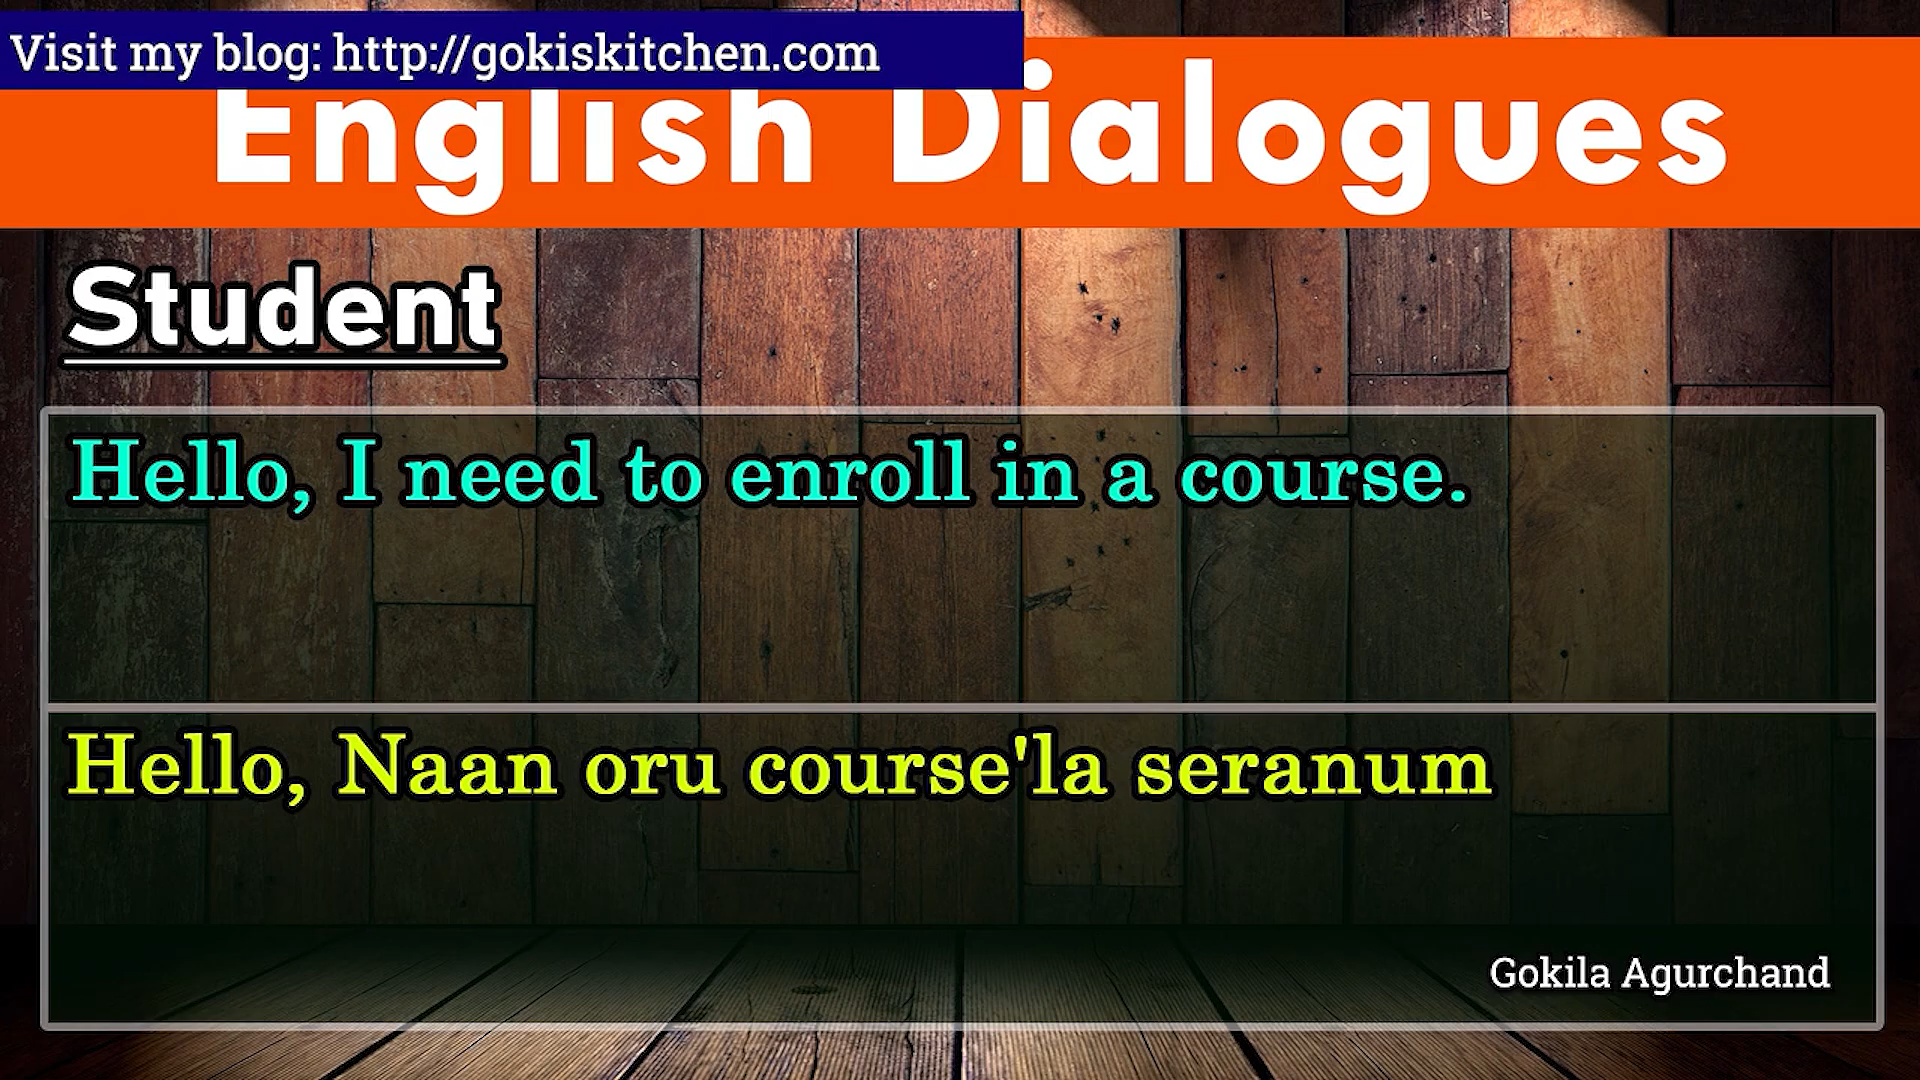 Visit my blog: http://gokiskitchen.com
English Dialogues
Student
Hello, I need to enroll in a course.
Hello, Naan oru course'la seranum
Gokila Agurchand